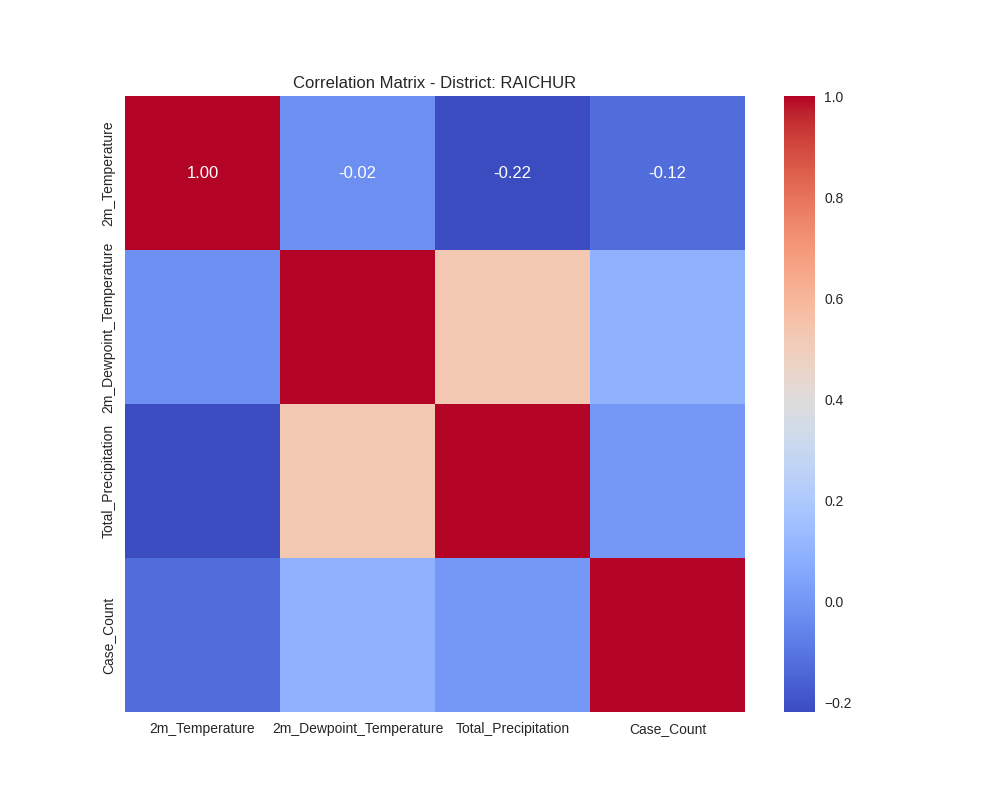 Correlation Matrix - District: RAICHUR
2m_Temperature
1.00
-0.02
-0.22
-0.12
2m_Dewpoint_Temperature
Total_Precipitation
Case_Count
2m_Temperature
2m_Dewpoint_Temperature
Total_Precipitation
Case_Count
1.0
0.8
0.6
0.4
0.2
0.0
−0.2